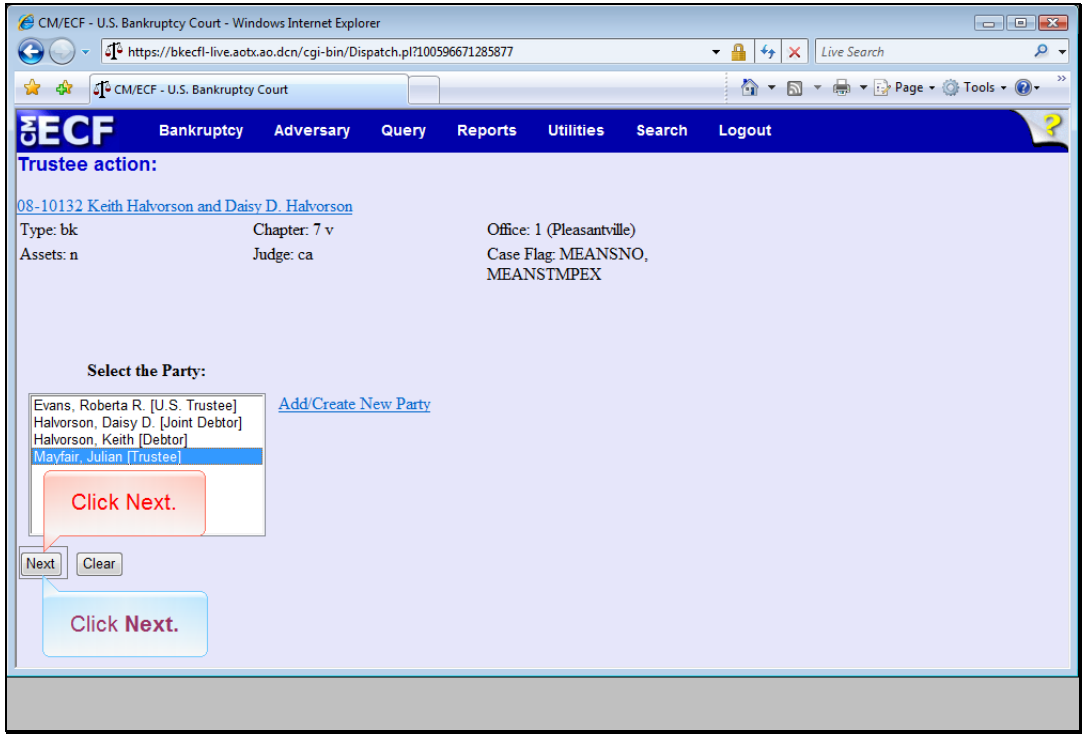 CM/ECF - U.S. Bankruptcy Court - Windows Internet Explorer
https://bkecfl-live.aotx.ao.dcn/cgi-bin/Dispatch.pl?100596671285877
Live Search
CM/ECF - U.S. Bankruptcy Court
Page Tools
CM ECF Bankruptcy Adversary Query Reports Utilities Search Logout ?
Trustee action:
08-10132 Keith Halvorson and Daisy D. Halvorson
Type: bk Chapter: 7 v Office: 1 (Pleasantville)
Assets: n Judge: ca Case Flag: MEANSNO,
MEANSTMPEX
Select the Party:
Evans, Roberta R. [U.S. Trustee] Add/Create New Party
Halvorson, Daisy D. [Joint Debtor]
Halvorson, Keith [Debtor]
Mayfair, Julian [Trustee]
Click Next.
Next Clear
Click Next.